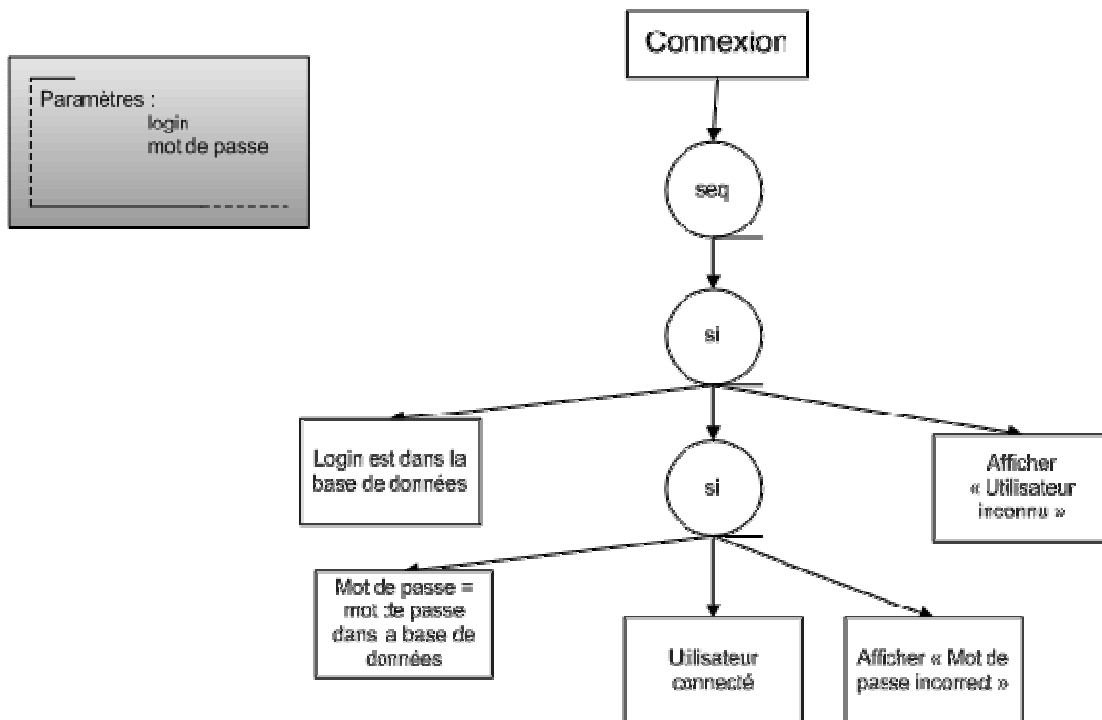 Connexion
Paramètres :
login
mot de passe
seq
si
Login est dans la
base de données
si
Afficher
« Utilisateur
inconnu »
Mot de passe =
mot de passe
dans la base de
données
Utilisateur
connecté
Afficher « Mot de
passe incorrect »